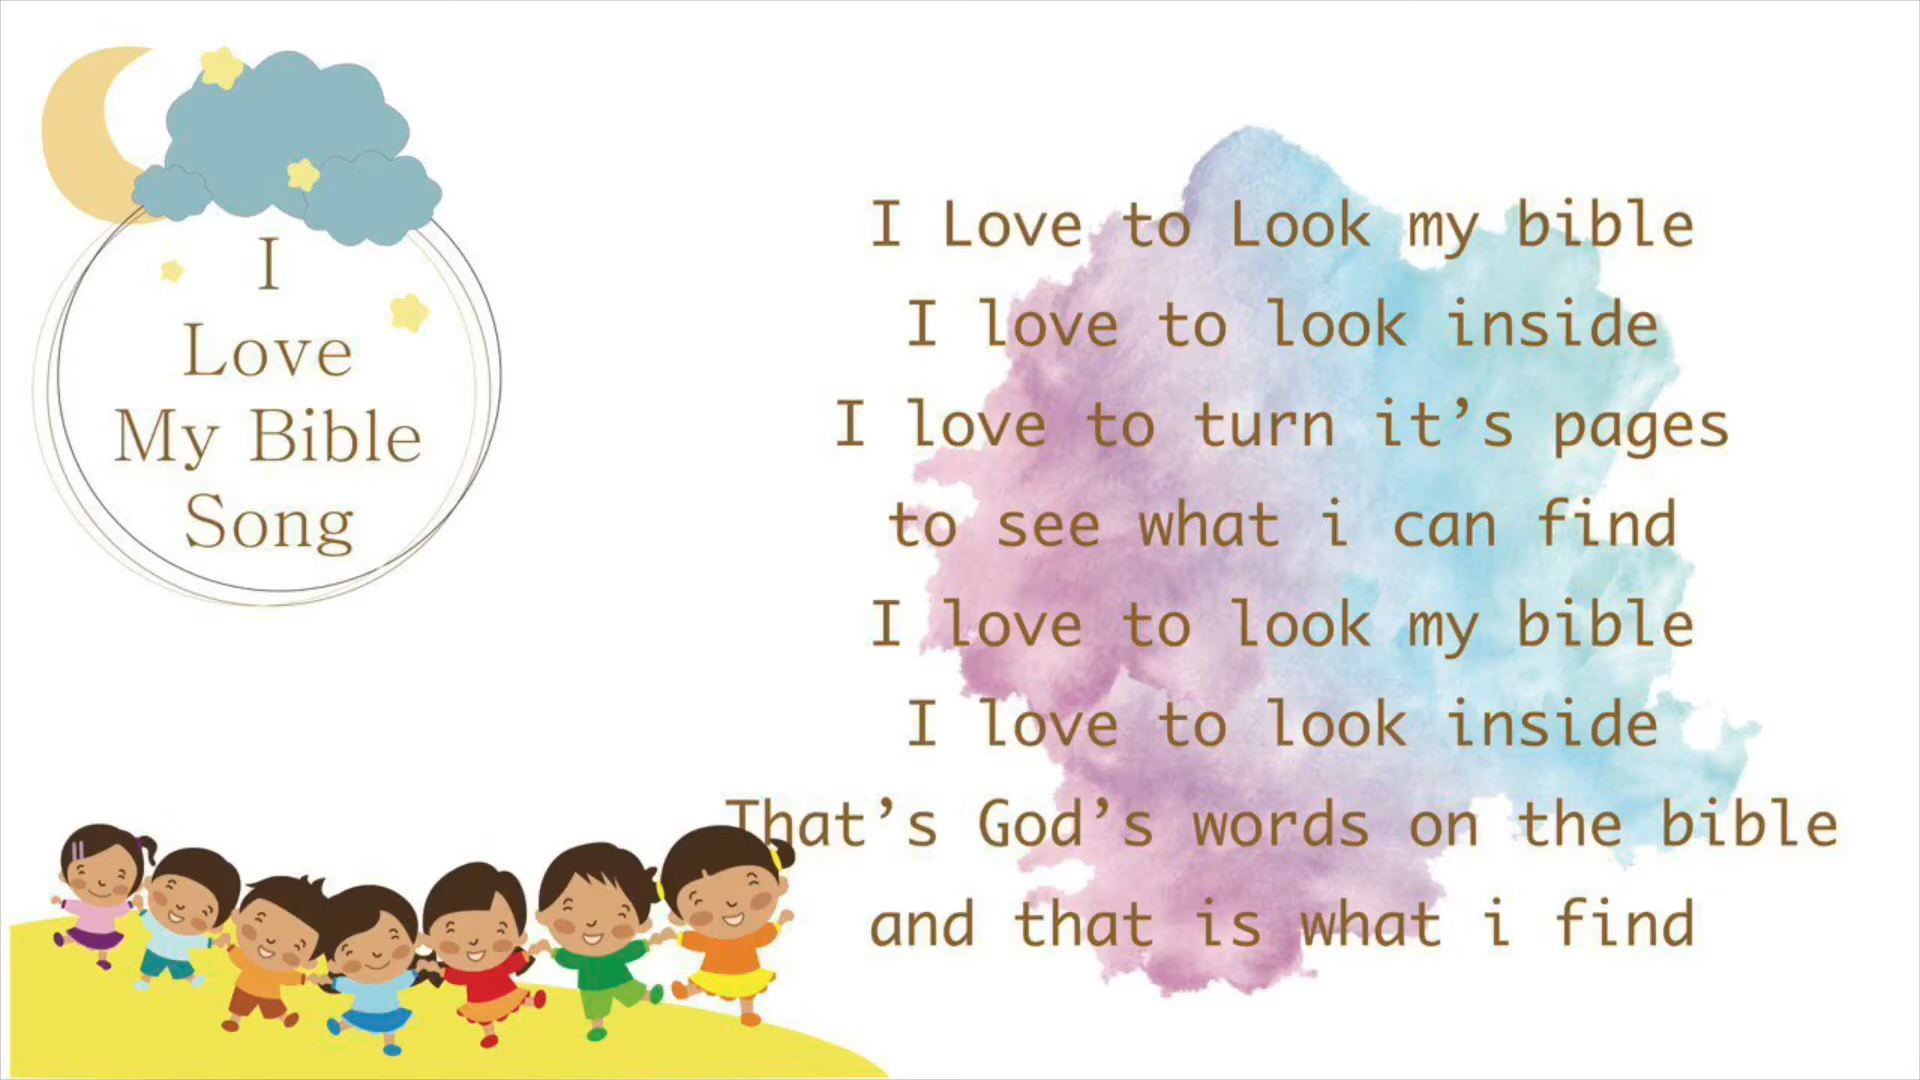 I
Love
My Bible
Song
I Love to Look my bible
I love to look inside
I love to turn it’s pages
to see what i can find
I love to look my bible
I love to look inside
That’s God’s words on the bible
and that is what i find